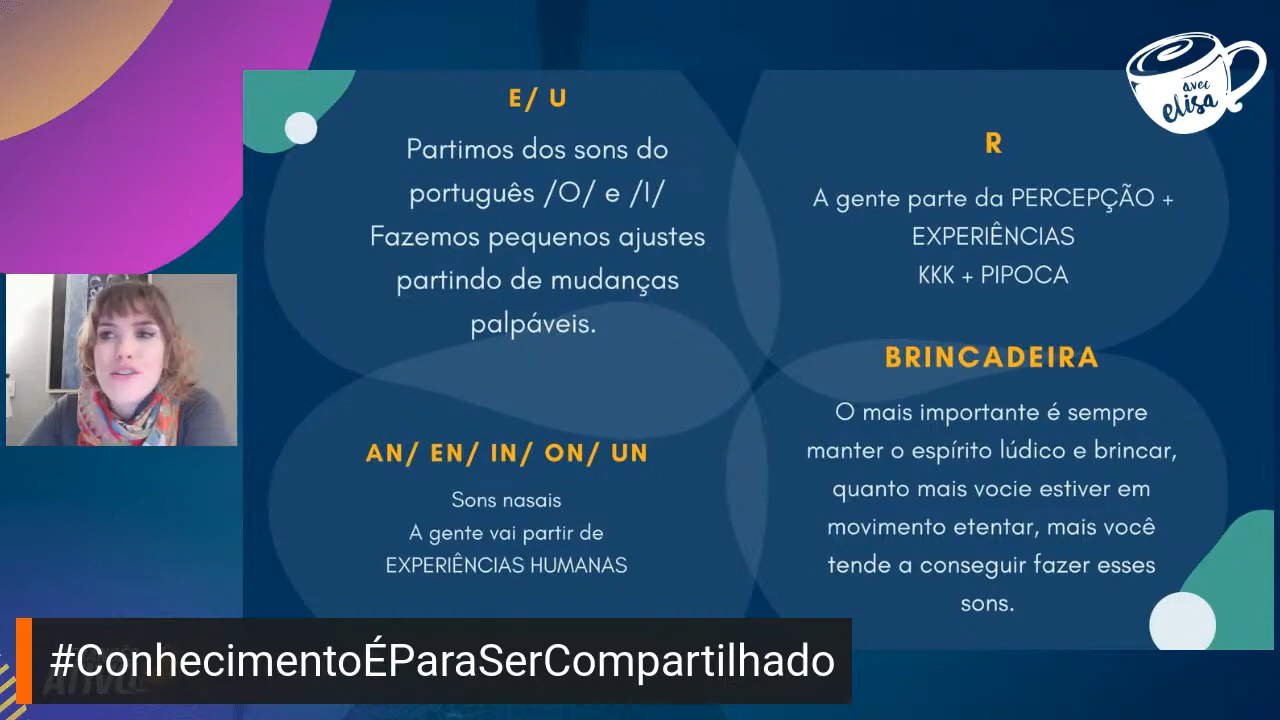 avec
elisa
E/ U
Partimos dos sons do
português /O/ e /I/
Fazemos pequenos ajustes
partindo de mudanças
palpáveis.
R
A gente parte da PERCEPÇÃO +
EXPERIÊNCIAS
KKK + PIPOCA
AN/ EN/ IN/ ON/ UN
Sons nasais
A gente vai partir de
EXPERIÊNCIAS HUMANAS
BRINCADEIRA
O mais importante é sempre
manter o espírito lúdico e brincar,
quanto mais vocie estiver em
movimento etentar, mais você
tende a conseguir fazer esses
sons.
#ConhecimentoÉParaSerCompartilhado